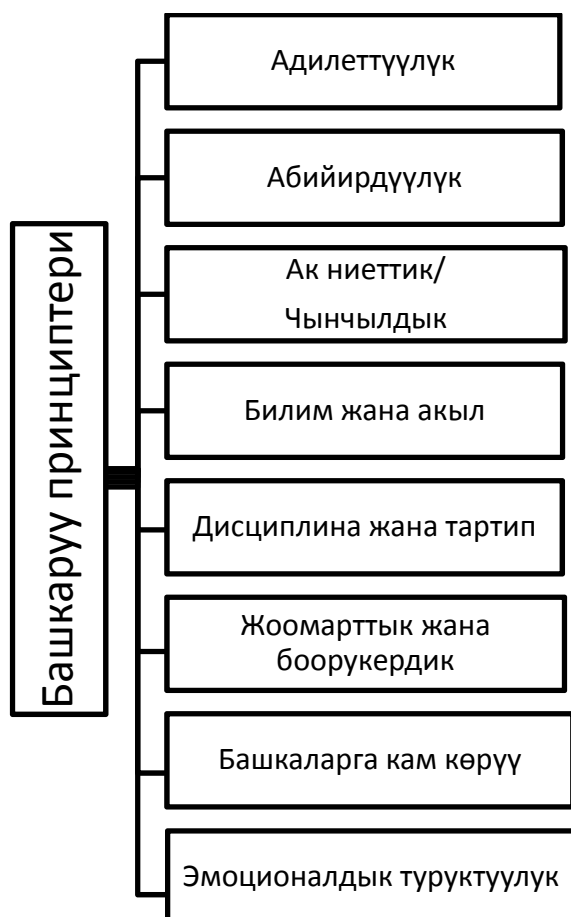 Башкаруу принциптери
Адилеттүүлүк
Абийирдүүлүк
Ак ниеттик/
Чынчылдык
Билим жана акыл
Дисциплина жана тартип
Жоомарттык жана
боорукердик
Башкаларга кам көрүү
Эмоционалдык туруктуулук